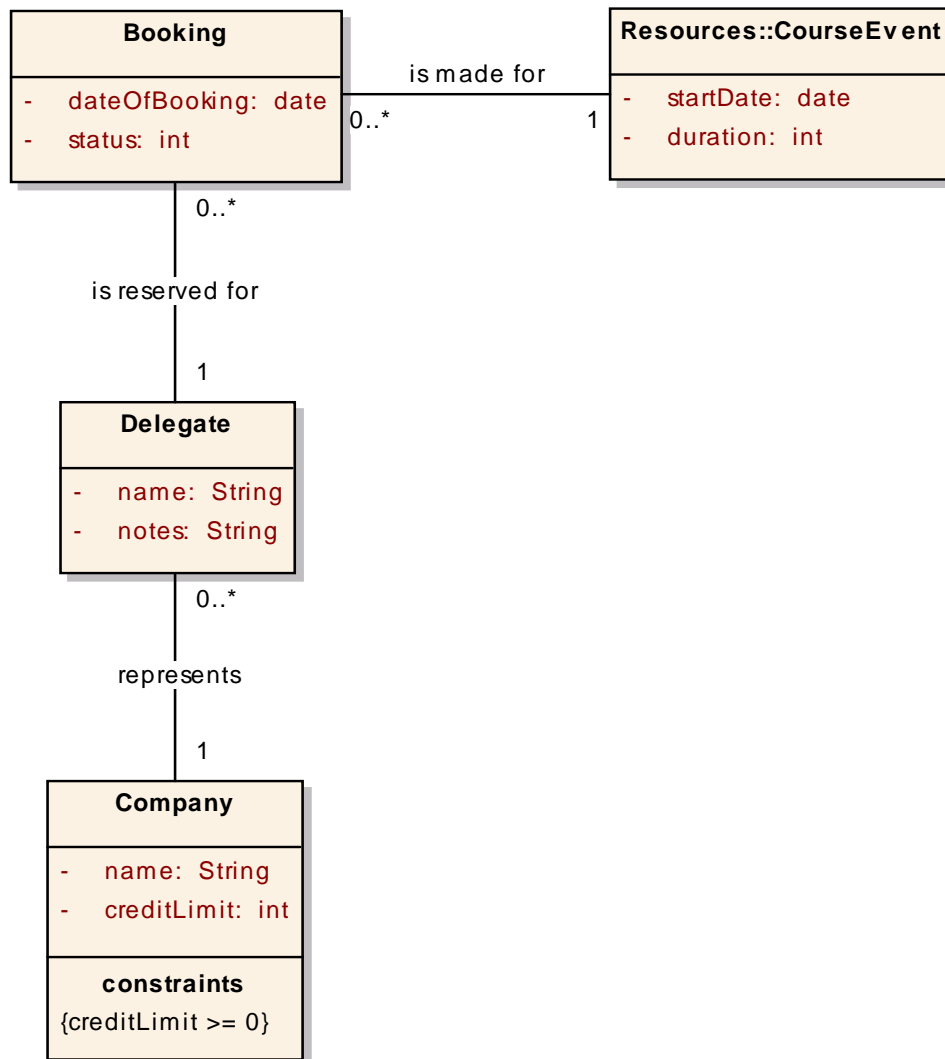 Booking
- dateOfBooking: date
- status: int
Resources::CourseEvent
- startDate: date
- duration: int
is made for
0..*
1
0..*
is reserved for
1
Delegate
- name: String
- notes: String
0..*
represents
1
Company
- name: String
- creditLimit: int
constraints
{creditLimit >= 0}